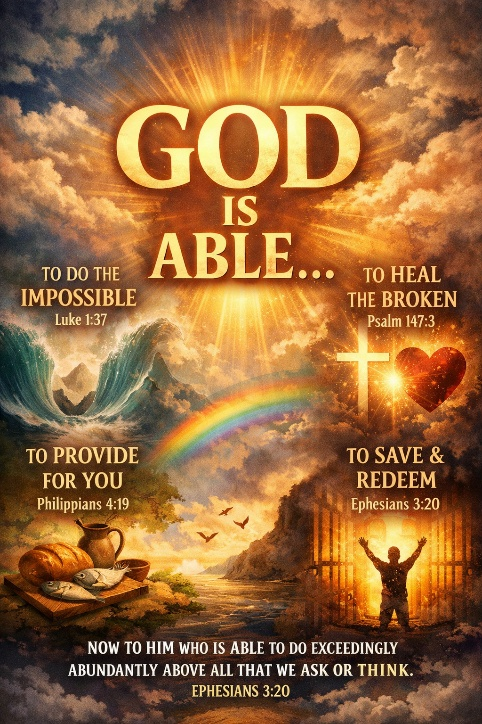 GOD
IS
ABLE...
TO DO THE
IMPOSSIBLE
Luke 1:37
TO HEAL
THE BROKEN
Psalm 147:3
TO PROVIDE
FOR YOU
Philippians 4:19
TO SAVE &
REDEEM
Ephesians 3:20
NOW TO HIM WHO IS ABLE TO DO EXCEEDINGLY
ABUNDANTLY ABOVE ALL THAT WE ASK OR THINK.
EPHESIANS 3:20